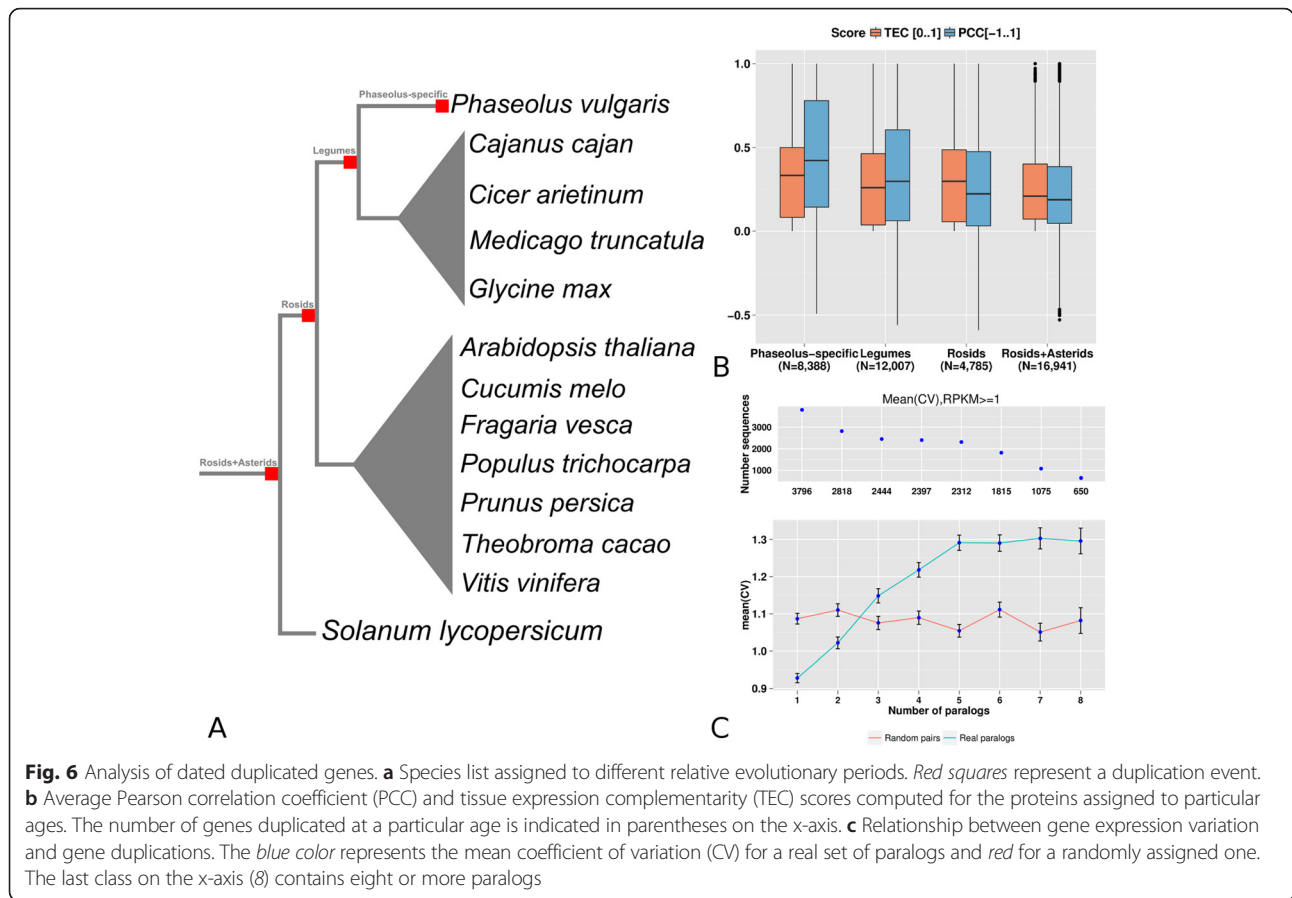 Phaseolus-specific
Phaseolus vulgaris
Cajanus cajan
Legumes
Cicer arietinum
Medicago truncatula
Glycine max
Rosids
Arabidopsis thaliana
Cucumis melo
Fragaria vesca
Populus trichocarpa
Prunus persica
Theobroma cacao
Vitis vinifera
Rosids+Asterids
Solanum lycopersicum
A
Score TEC [0..1] PCC[−1..1]
1.0
0.5
0.0
−0.5
Phaseolus−specific Legumes Rosids Rosids+Asterids
(N=8,388) (N=12,007) (N=4,785) (N=16,941)
B
Mean(CV),RPKM>=1
Number sequences
3000
2000
1000
3796 2818 2444 2397 2312 1815 1075 650
mean(CV)
1.3
1.2
1.1
1.0
0.9
1 2 3 4 5 6 7 8
Number of paralogs
C
Random pairs Real paralogs
Fig. 6 Analysis of dated duplicated genes. a Species list assigned to different relative evolutionary periods. Red squares represent a duplication event.
b Average Pearson correlation coefficient (PCC) and tissue expression complementarity (TEC) scores computed for the proteins assigned to particular
ages. The number of genes duplicated at a particular age is indicated in parentheses on the x-axis. c Relationship between gene expression variation
and gene duplications. The blue color represents the mean coefficient of variation (CV) for a real set of paralogs and red for a randomly assigned one.
The last class on the x-axis (8) contains eight or more paralogs